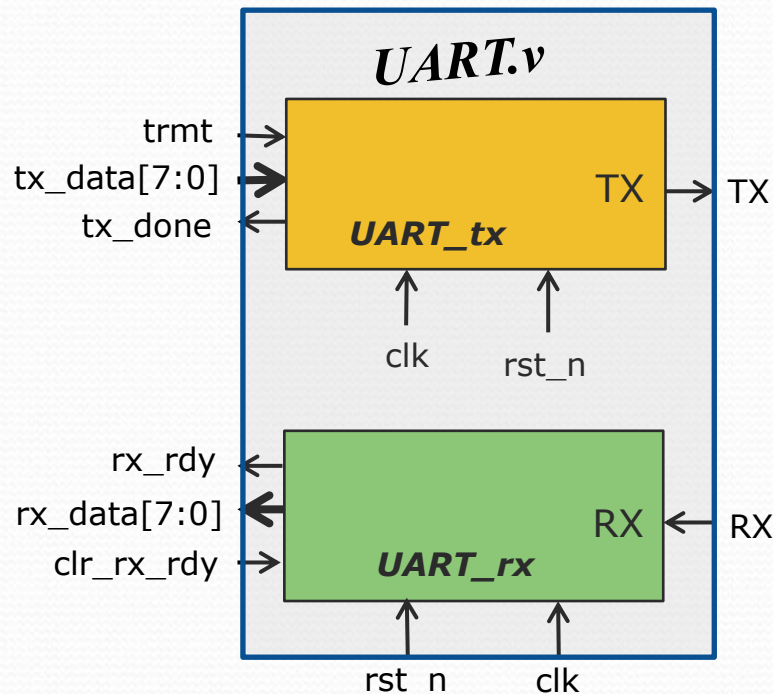 UART.v
trmt
tx_data[7:0]
tx_done
TX
TX
UART_tx
clk
rst_n
rx_rdy
rx_data[7:0]
clr_rx_rdy
RX
RX
UART_rx
rst n
clk